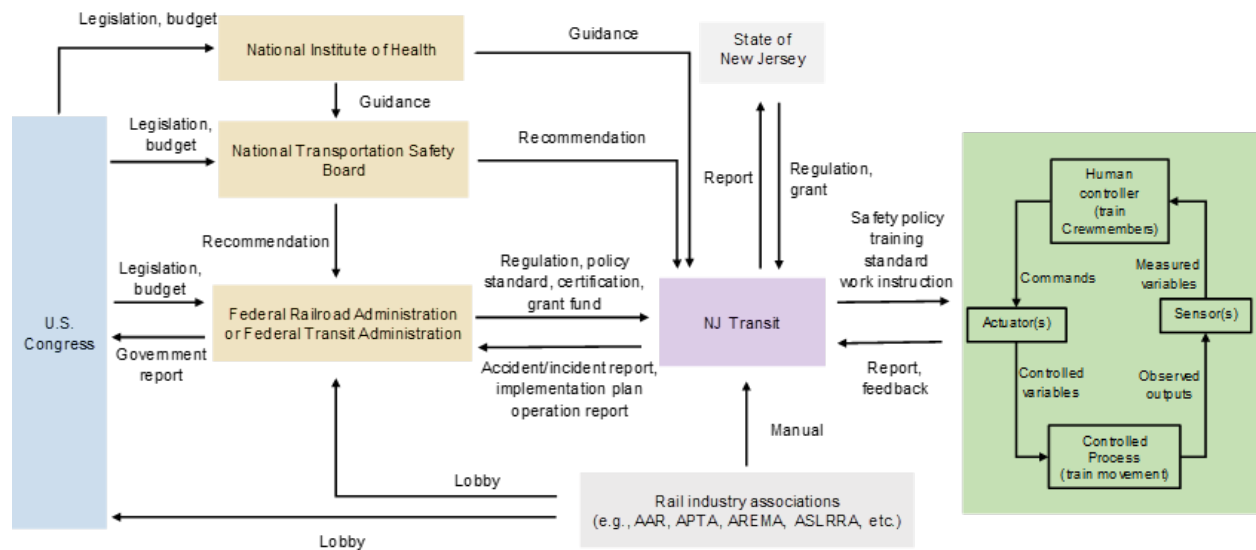 Legislation, budget
National Institute of Health
Guidance
State of
New Jersey
Guidance
Legislation,
budget
National Transportation Safety
Board
Recommendation
Report
Regulation,
grant
Human
controller
(train
Crewmembers)
Safety policy
training
standard
work instruction
Recommendation
Legislation,
budget
Regulation, policy
standard, certification,
grant fund
Commands
Measured
variables
U.S.
Congress
Federal Railroad Administration
or Federal Transit Administration
NJ Transit
Actuator(s)
Sensor(s)
Government
report
Accident/incident report,
implementation plan
operation report
Report,
feedback
Controlled
variables
Observed
outputs
Manual
Controlled
Process
(train movement)
Lobby
Rail industry associations
(e.g., AAR, APTA, AREMA, ASLRRA, etc.)
Lobby